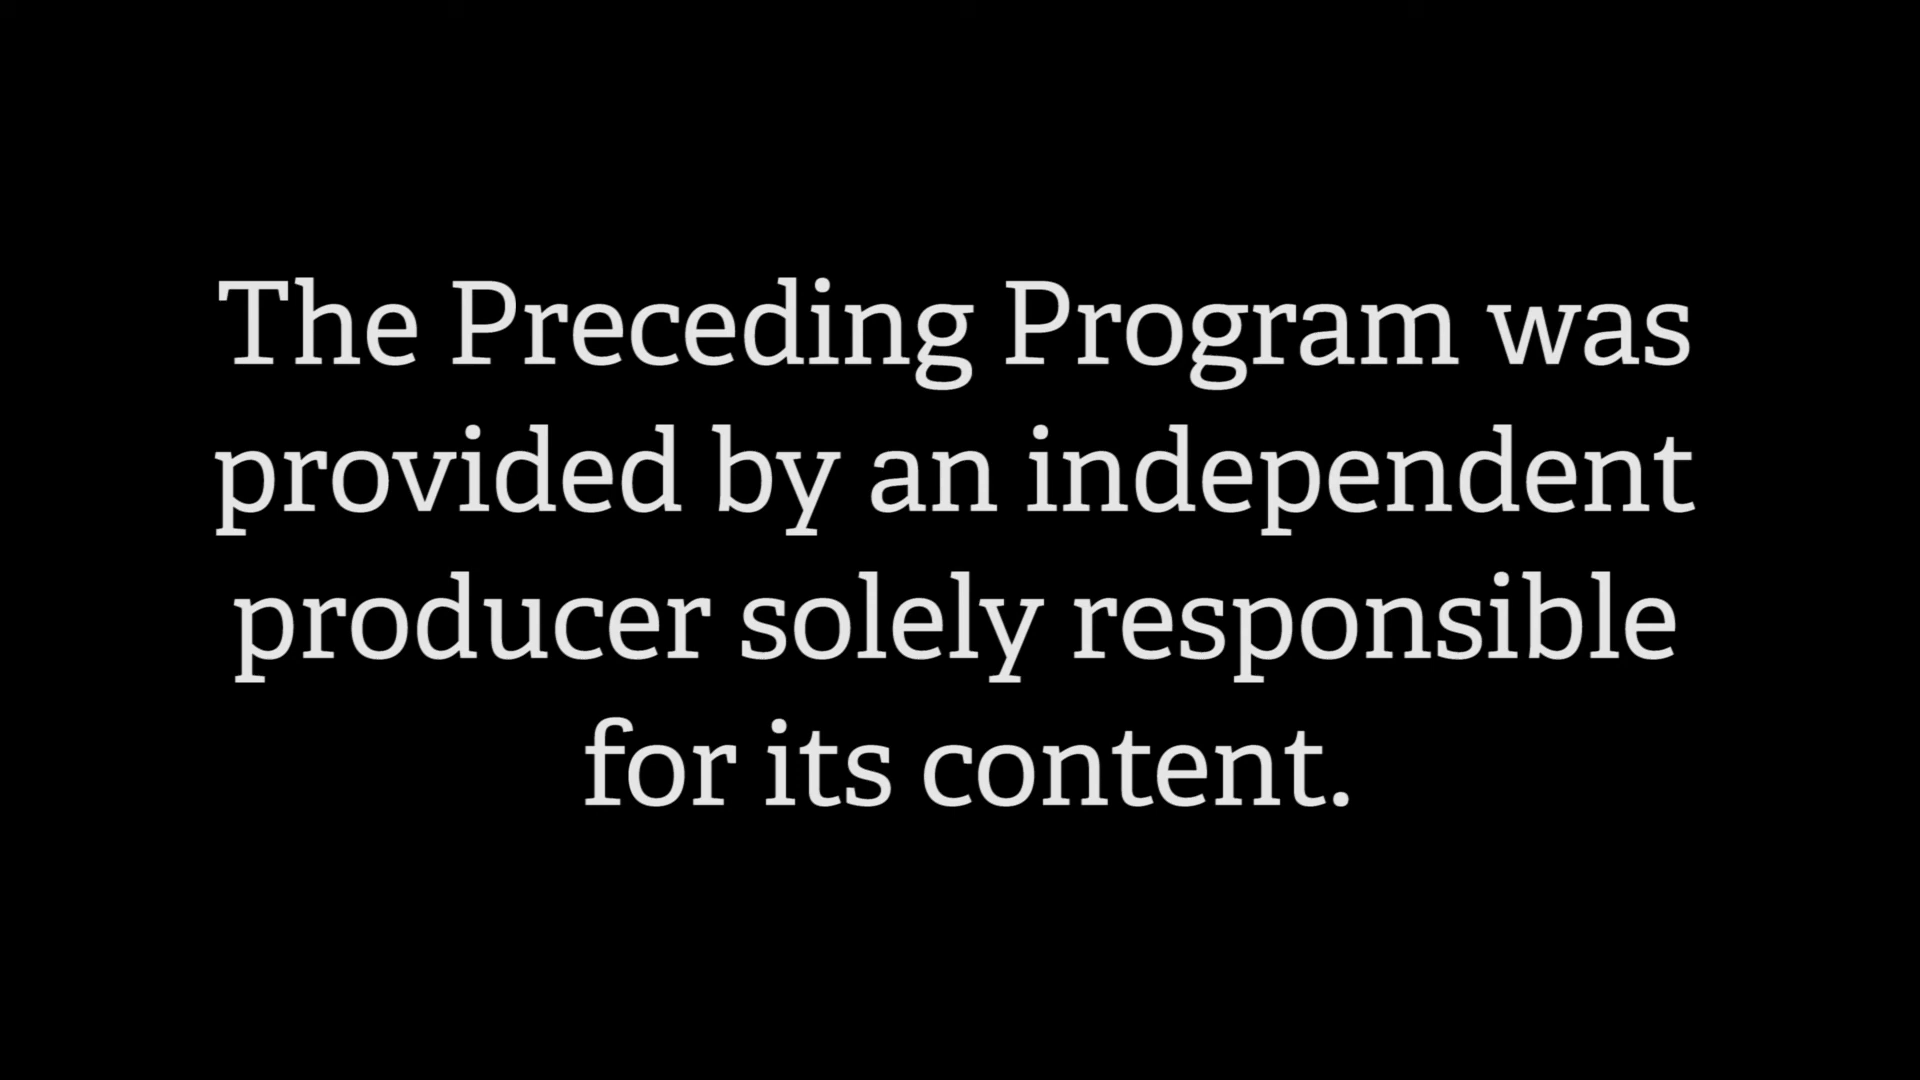 The Preceding Program was
provided by an independent
producer solely responsible
for its content.